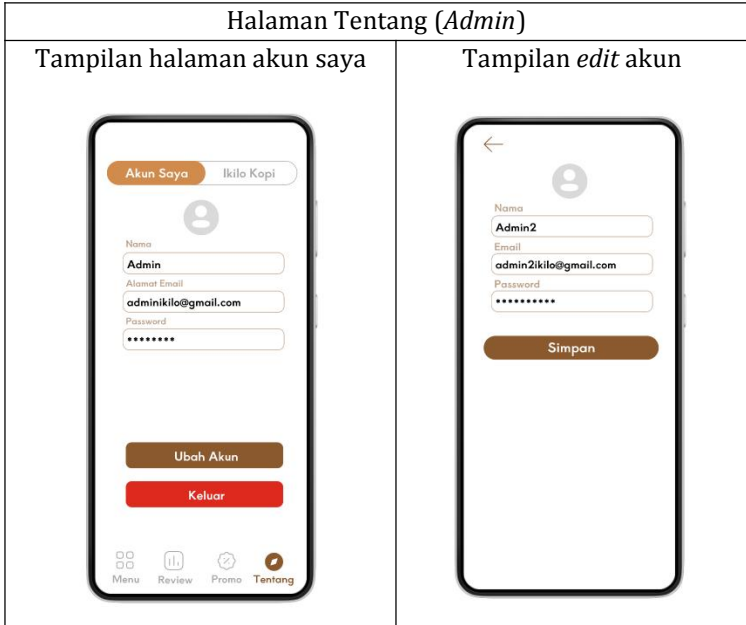 Halaman Tentang (Admin)
Tampilan halaman akun saya
Akun Saya
Ikilo Kopi
Nama
Admin
Alamat Email
adminikilo@gmail.com
Password
••••••••
Ubah Akun
Keluar
Menu
Review
Promo
Tentang
Tampilan edit akun
Nama
Admin2
Email
admin2ikilo@gmail.com
Password
••••••••••
Simpan